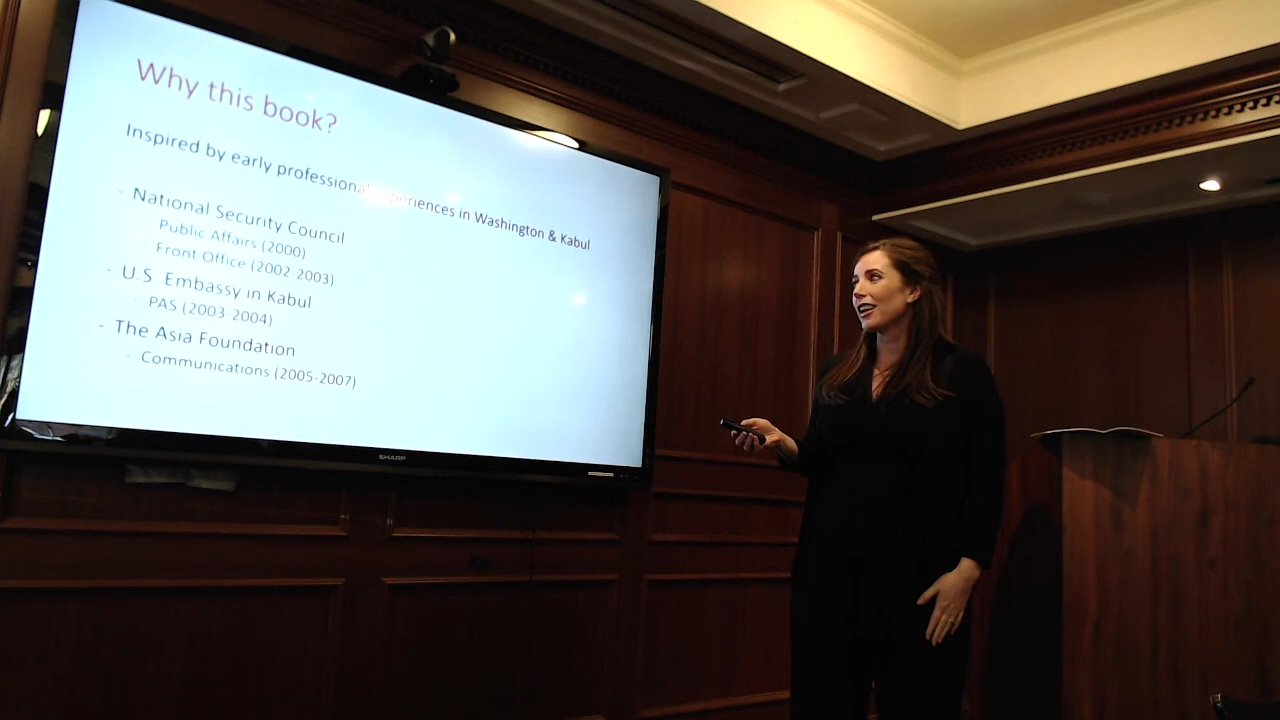 Why this book?
Inspired by early professional experiences in Washington & Kabul
- National Security Council
Public Affairs (2000)
- Front Office (2002-2003)
- U.S. Embassy in Kabul
- PAS (2003-2004)
- The Asia Foundation
- Communications (2005-2007)
SHARP